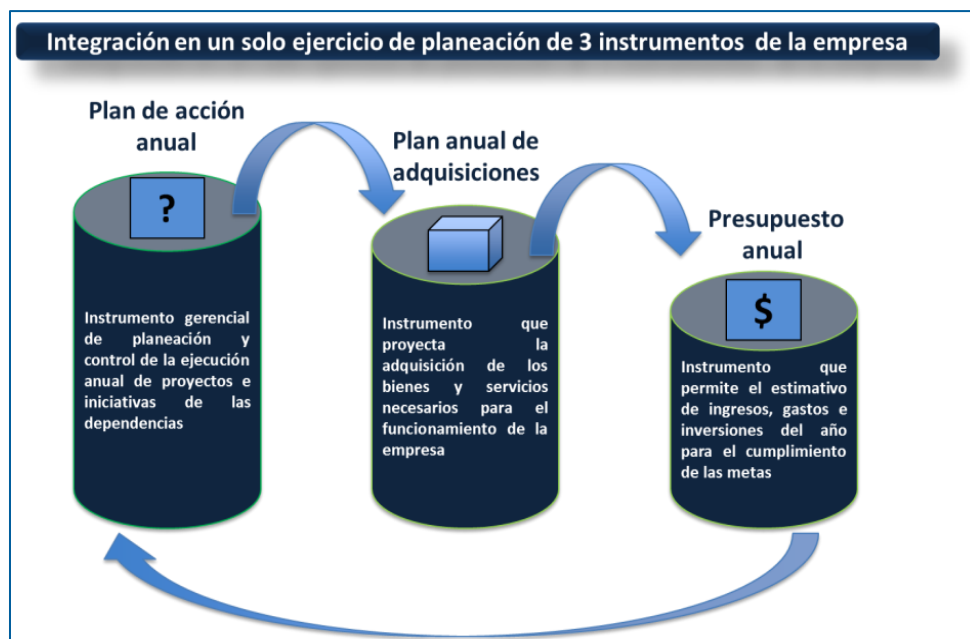 Integración en un solo ejercicio de planeación de 3 instrumentos de la empresa
Plan de acción
anual
?
Instrumento gerencial
de planeación y
control de la ejecución
anual de proyectos e
iniciativas de las
dependencias
Plan anual de
adquisiciones
Instrumento que
proyecta la
adquisición de los
bienes y servicios
necesarios para el
funcionamiento de la
empresa
Presupuesto
anual
$
Instrumento que
permite el estimativo
de ingresos, gastos e
inversiones del año
para el cumplimiento
de las metas